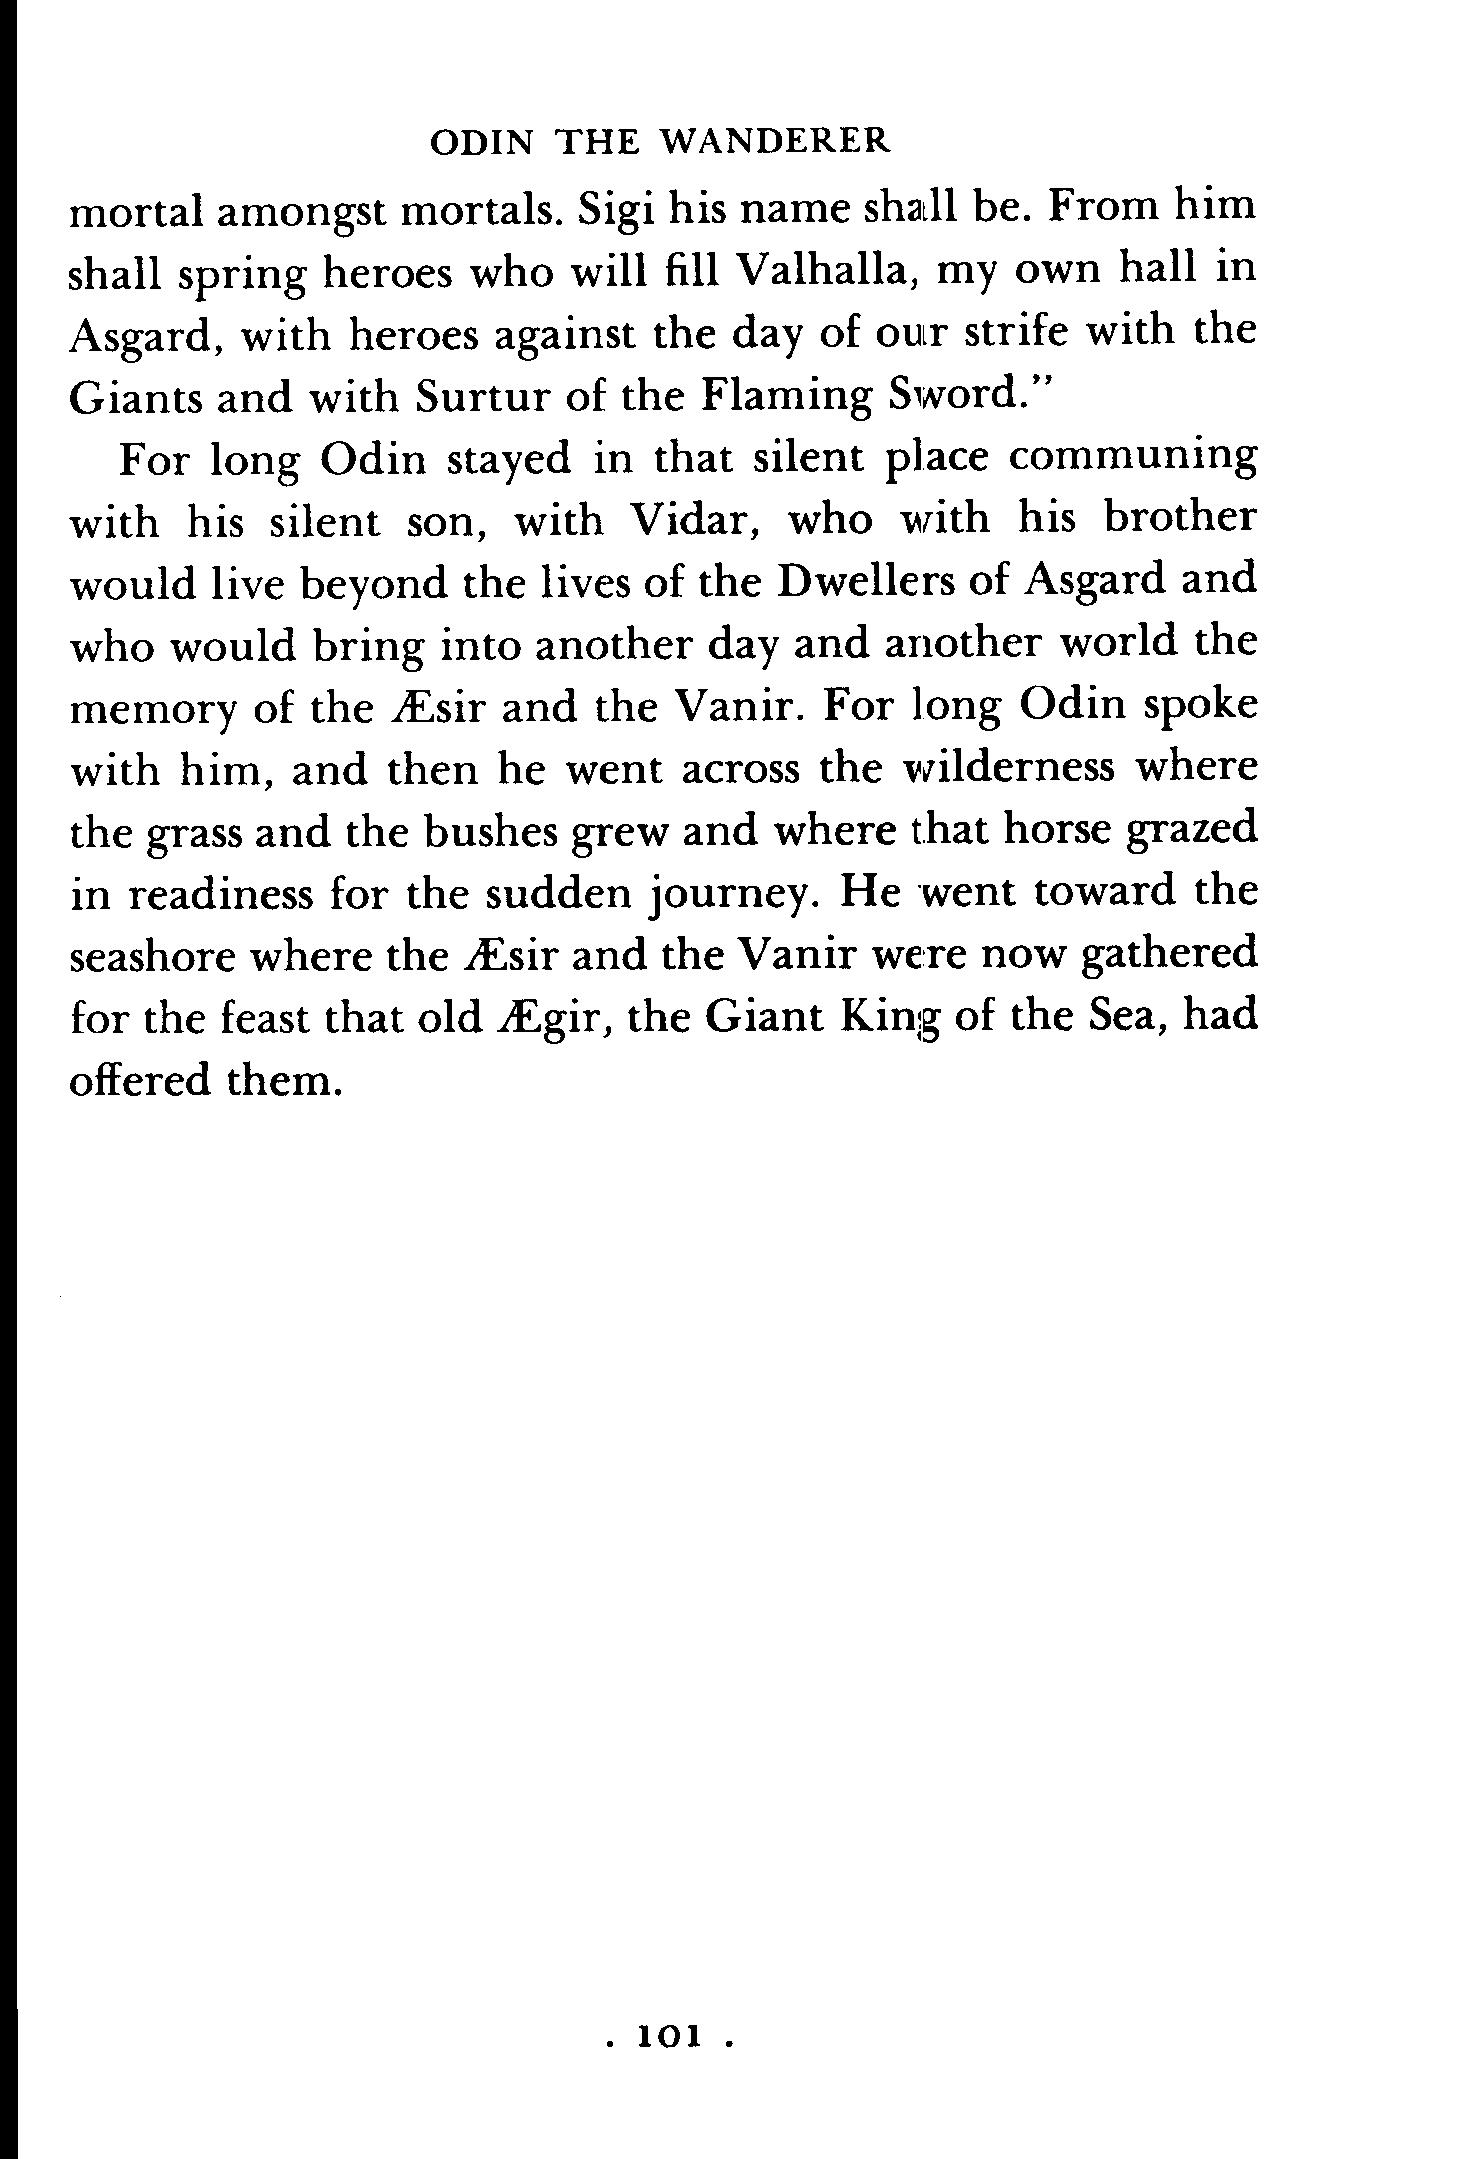 ODIN THE WANDERER
mortal amongst mortals. Sigi his name shall be. From him
shall spring heroes who will fill Valhalla, my own hall in
Asgard, with heroes against the day of our strife with the
Giants and with Surtur of the Flaming Sword.”
For long Odin stayed in that silent place communing
with his silent son, with Vidar, who with his brother
would live beyond the lives of the Dwellers of Asgard and
who would bring into another day and another world the
memory of the Æsir and the Vanir. For long Odin spoke
with him, and then he went across the wilderness where
the grass and the bushes grew and where that horse grazed
in readiness for the sudden journey. He went toward the
seashore where the Æsir and the Vanir were now gathered
for the feast that old Ægir, the Giant King of the Sea, had
offered them.
. 101 .